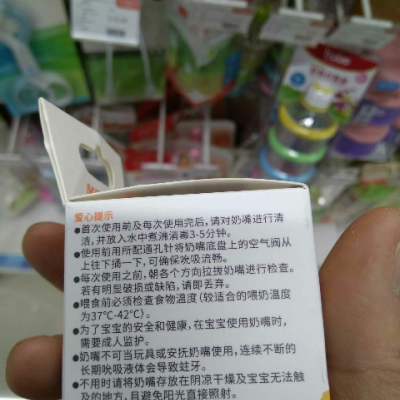 爱心提示
●首次使用前及每次使用完后，请对奶嘴进行清
洁，并放入水中煮沸消毒3-5分钟。
●使用前用所配通孔针将奶嘴底盘上的空气阀从
上往下捅一下，可确保吮吸流畅。
●每次使用之前，朝各个方向拉拔奶嘴进行检查。
若有明显破损或缺陷，请即丢弃。
●喂食前必须检查食物温度（较适合的喂奶温度
为37℃-42℃）。
●为了宝宝的安全和健康，在宝宝使用奶嘴时，
需要成人监护。
●奶嘴不可当玩具或安抚奶嘴使用，连续不断的
长期吮吸液体会导致蛀牙。
●不用时请将奶嘴存放在阴凉干燥及宝宝无法触
及的地方，且避免阳光直接照射。